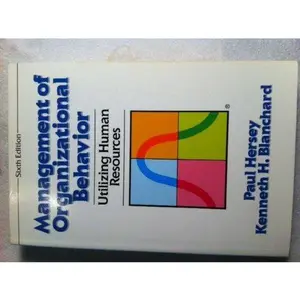 Sixth Edition
Management of
Organizational
Behavior
Utilizing Human
Resources
®
Paul Hersey
Kenneth H. Blanchard